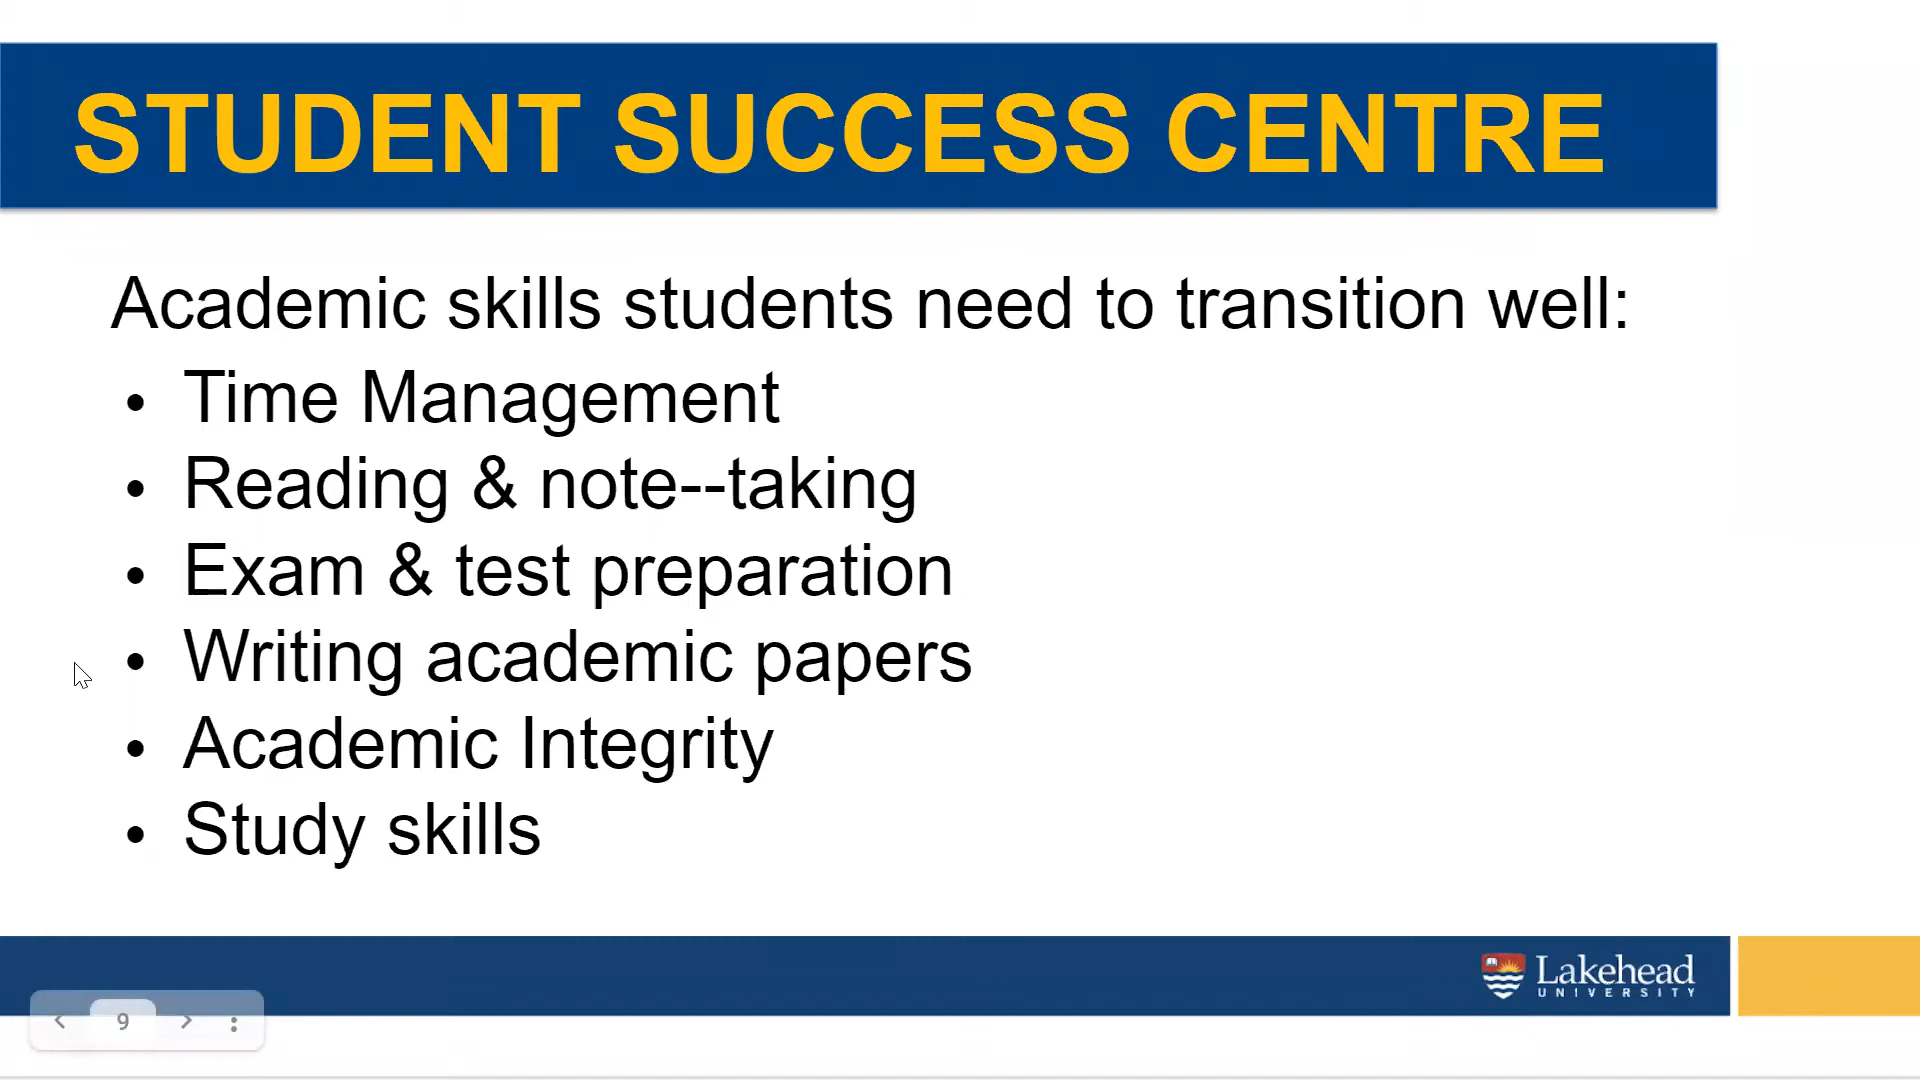 STUDENT SUCCESS CENTRE
Academic skills students need to transition well:
• Time Management
• Reading & note--taking
• Exam & test preparation
• Writing academic papers
• Academic Integrity
• Study skills
Lakehead
UNIVERSITY
9